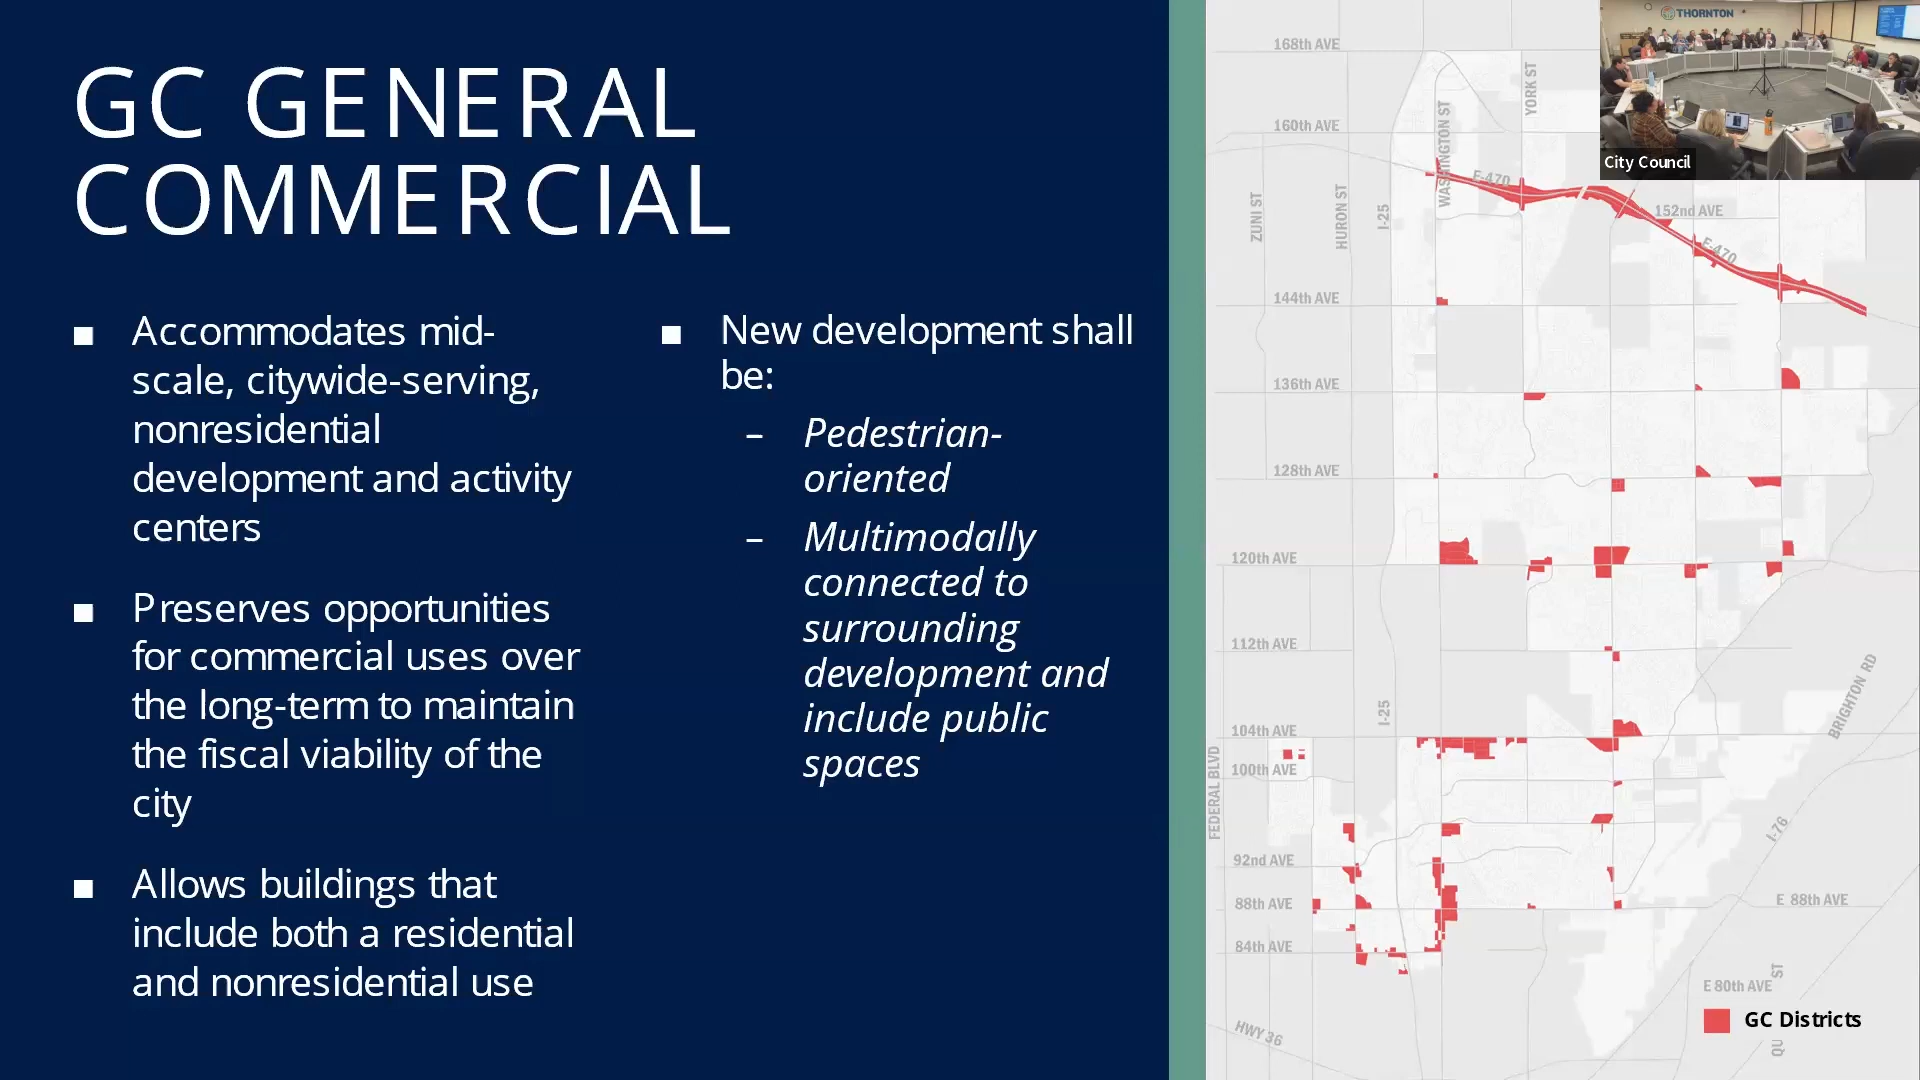 GC GENERAL
COMMERCIAL
■ Accommodates mid-
scale, citywide-serving,
nonresidential
development and activity
centers
■ Preserves opportunities
for commercial uses over
the long-term to maintain
the fiscal viability of the
city
■ Allows buildings that
include both a residential
and nonresidential use
■ New development shall
be:
– Pedestrian-
oriented
– Multimodally
connected to
surrounding
development and
include public
spaces
THORNTON
City Council
168th AVE
YORK ST
WASHINGTON ST
160th AVE
E-470
ZUNI ST
HURON ST
I-25
152nd AVE
E-470
144th AVE
136th AVE
128th AVE
120th AVE
112th AVE
BRIGHTON RD
I-25
104th AVE
FEDERAL BLVD
100th AVE
I-76
92nd AVE
88th AVE
E 88th AVE
84th AVE
E 80th AVE
ST
QU
HWY 36
GC Districts